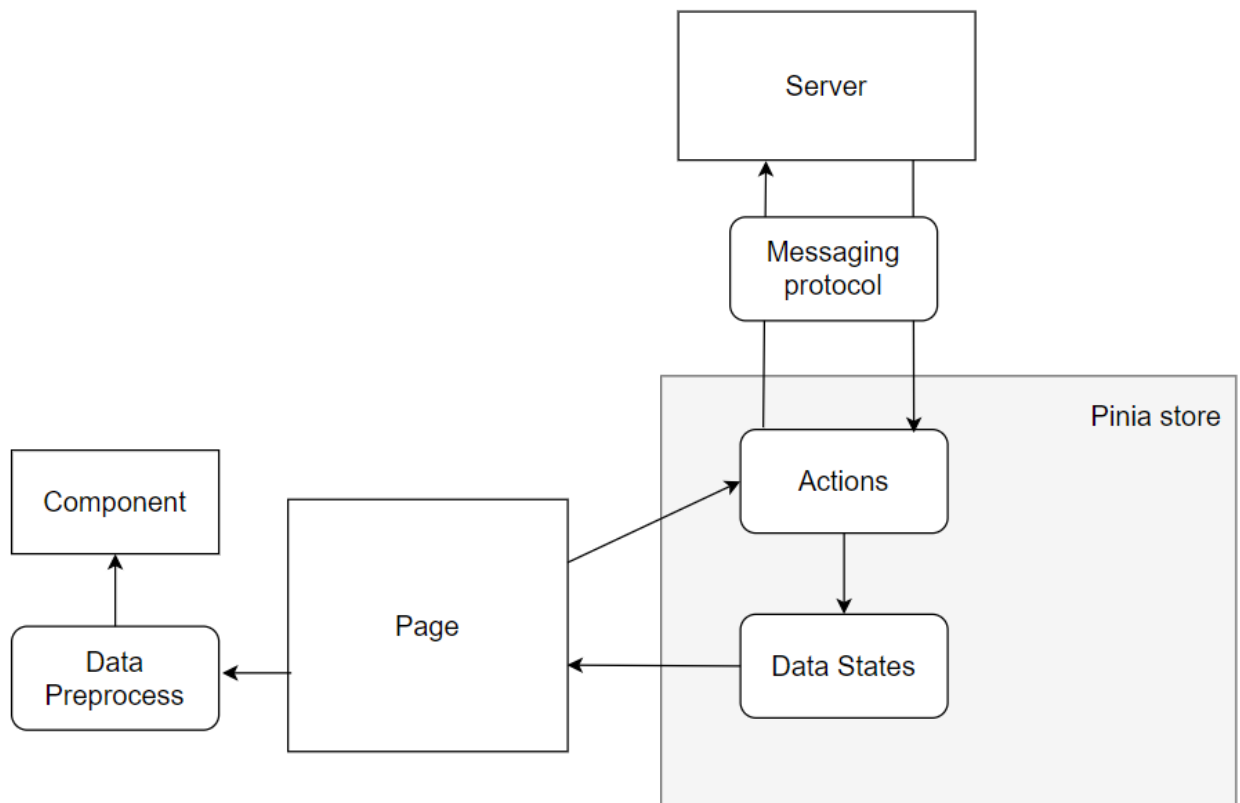 Server
Messaging
protocol
Pinia store
Actions
Component
Page
Data
Preprocess
Data States